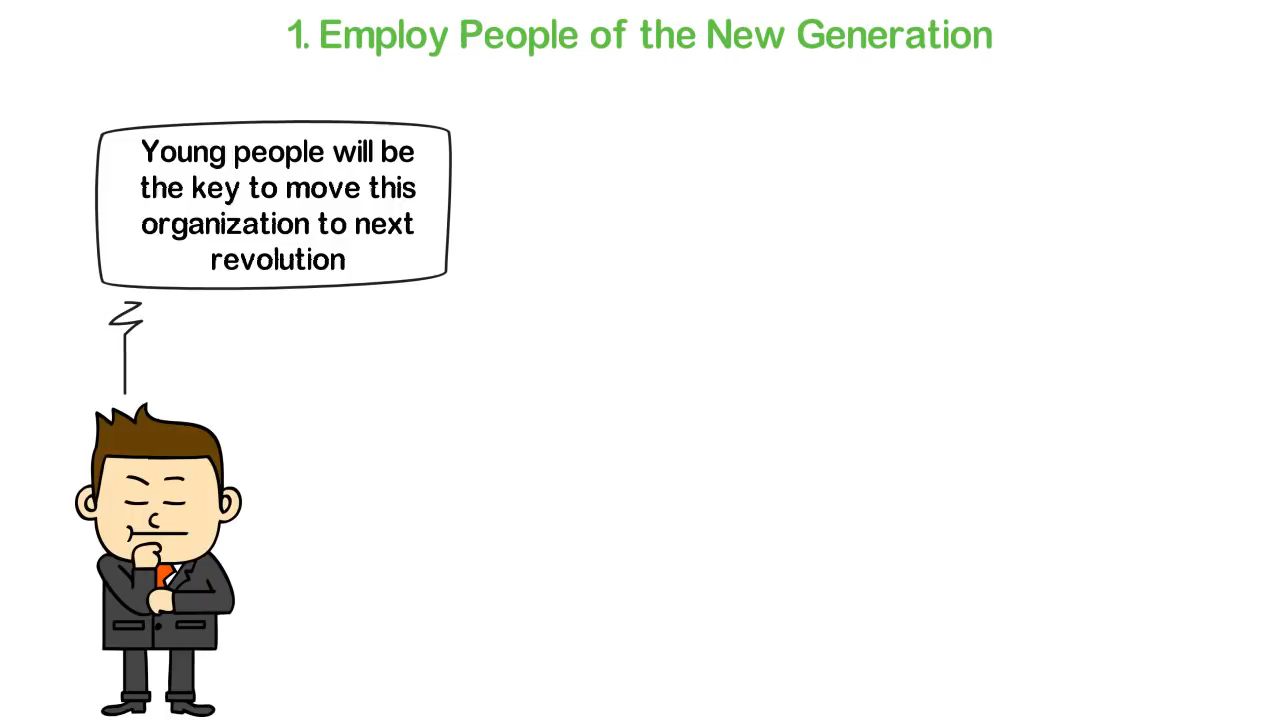 1. Employ People of the New Generation
Young people will be
the key to move this
organization to next
revolution